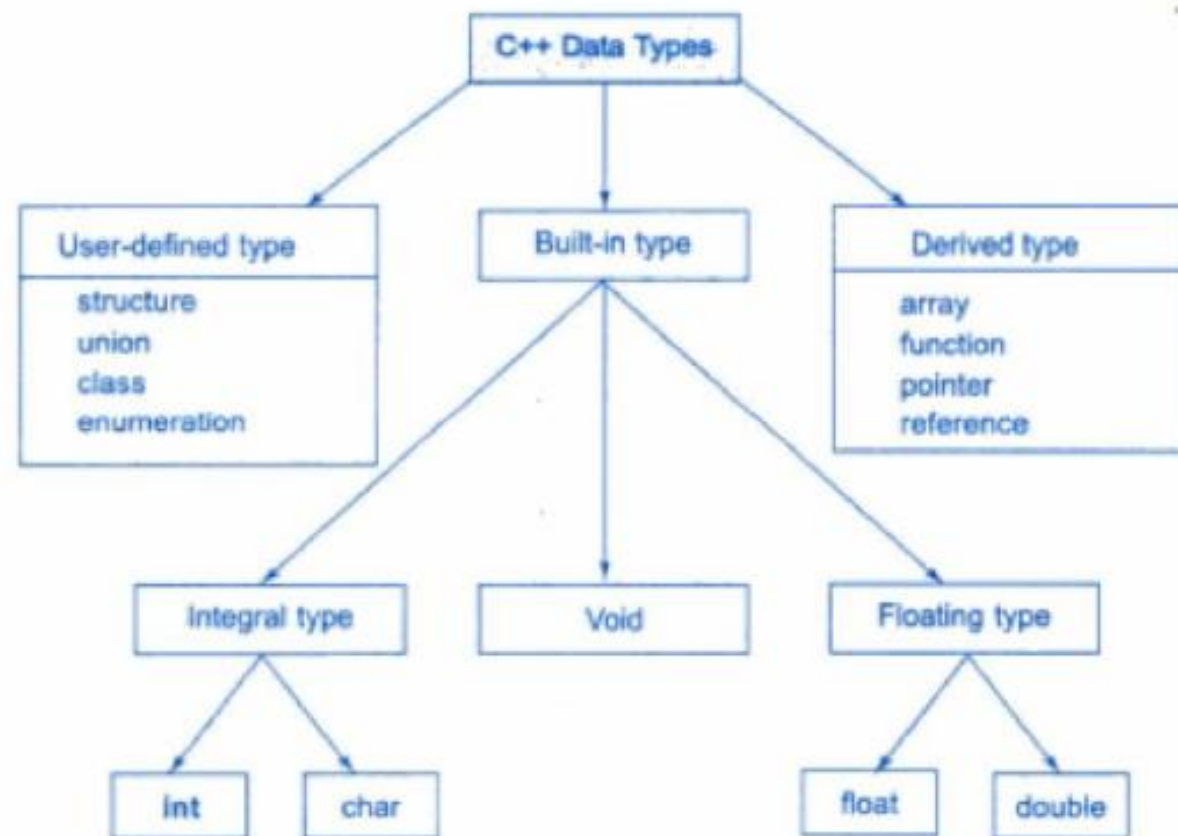 C++ Data Types
User-defined type
structure
union
class
enumeration
Built-in type
Derived type
array
function
pointer
reference
Integral type
Void
Floating type
int
char
float
double